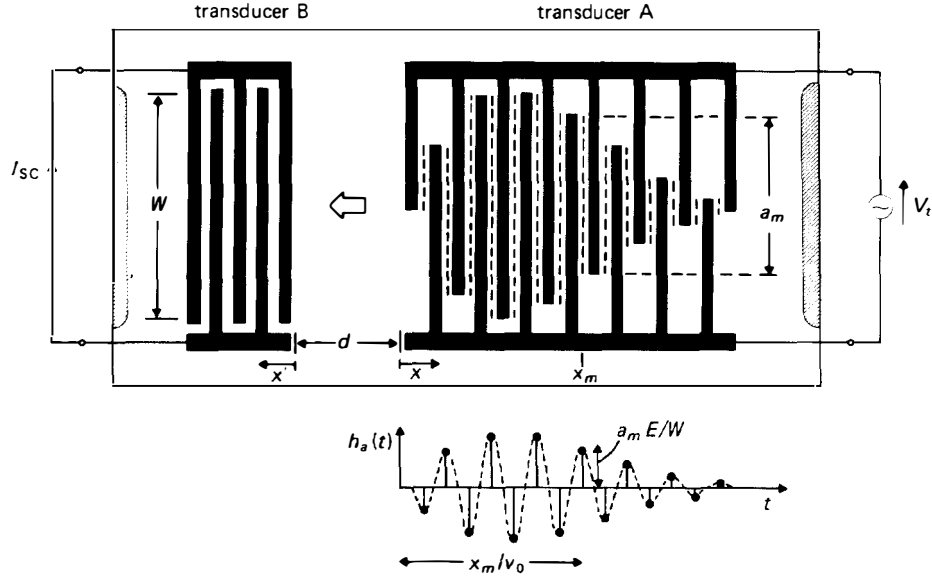 transducer B
transducer A
I_SC
W
a_m
V_t
d
x'
x
x_m
h_a(t)
a_m E/W
t
x_m/v_0